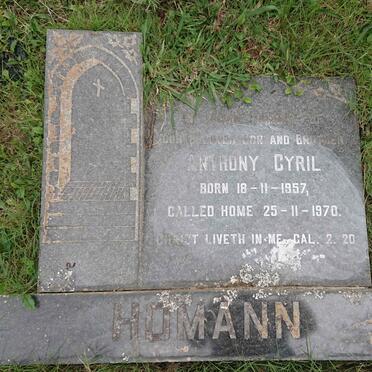 OUR BELOVED SON AND BROTHER
ANTHONY CYRIL
BORN 18-11-1957,
CALLED HOME 25-11-1970.
CHRIST LIVETH IN ME, GAL. 2. 20
HOMANN